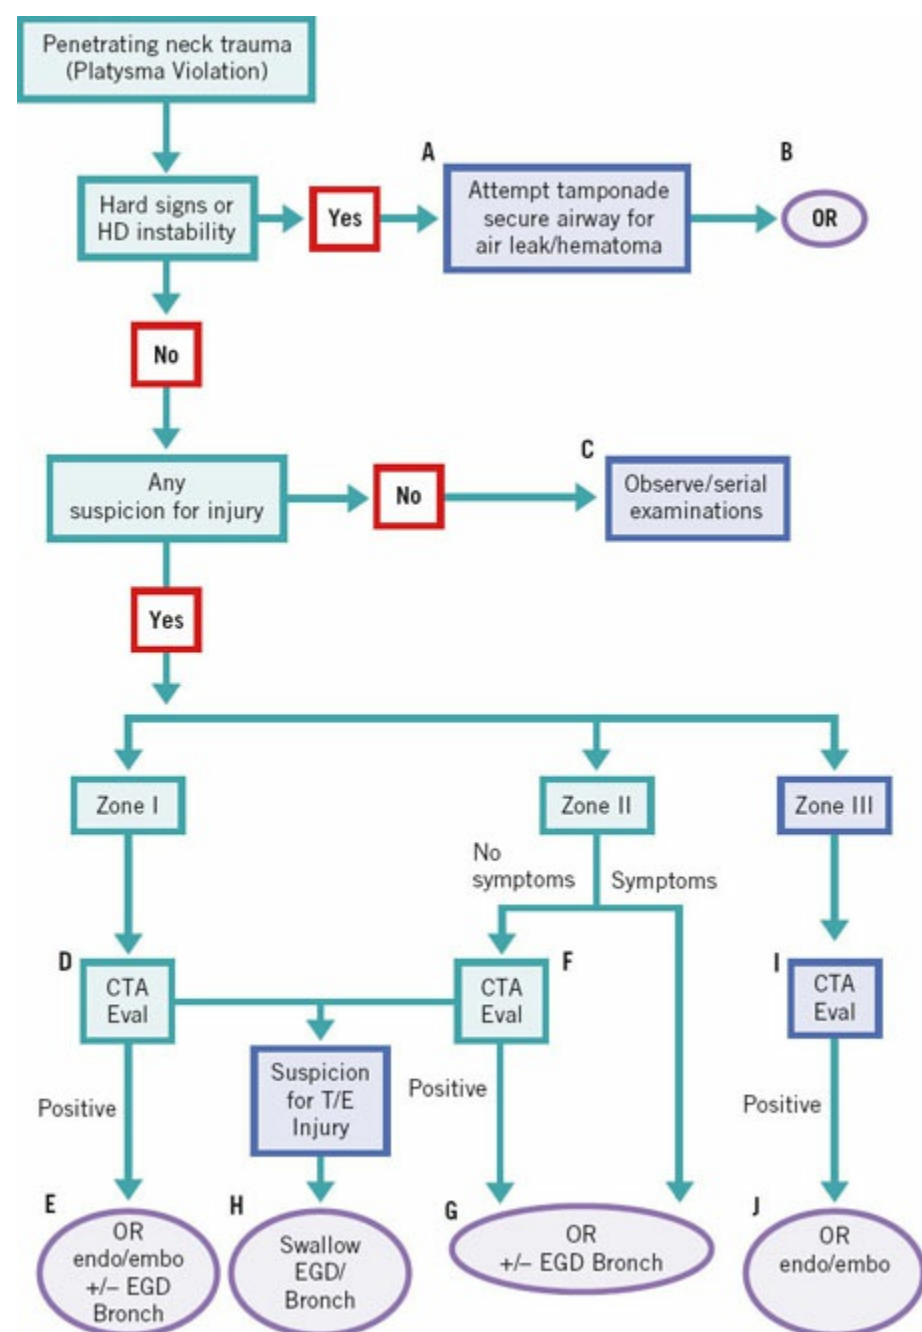 Penetrating neck trauma
(Platysma Violation)
Hard signs or
HD instability
Yes
A
Attempt tamponade
secure airway for
air leak/hematoma
B
OR
No
Any
suspicion for injury
No
C
Observe/serial
examinations
Yes
Zone I
Zone II
Zone III
No
symptoms
Symptoms
D
CTA
Eval
F
CTA
Eval
I
CTA
Eval
Suspicion
for T/E
Injury
Positive
Positive
Positive
E
OR
endo/embo
+/– EGD
Bronch
H
Swallow
EGD/
Bronch
G
OR
+/– EGD Bronch
J
OR
endo/embo